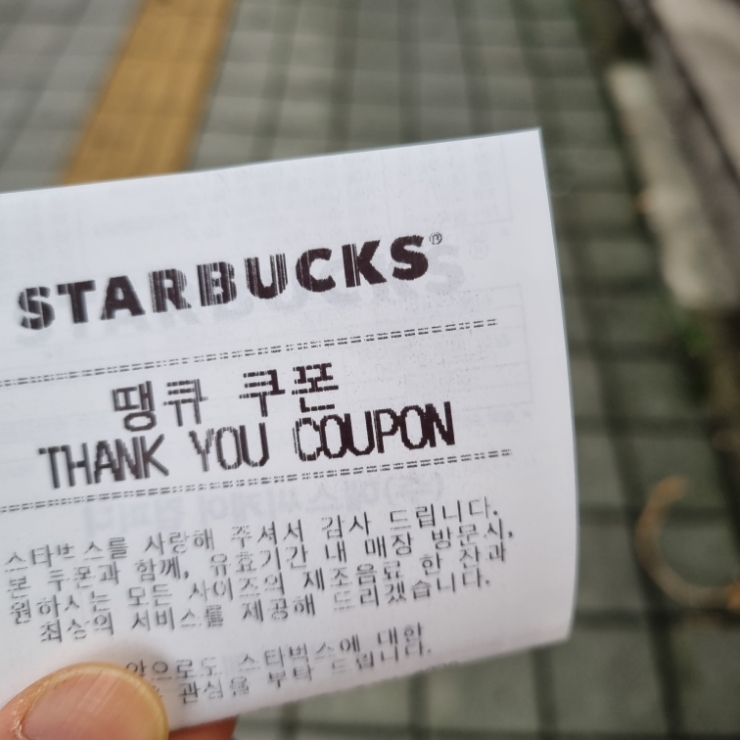 STARBUCKS®
땡큐 쿠폰
THANK YOU COUPON
스타벅스를 사랑해 주셔서 감사 드립니다.
로 쿠폰과 함께, 유효기간 내 매장 방문시,
원하시는 모든 사이즈의 제조음료 한 잔과
최상의 서비스를 제공해 드리겠습니다.
앞으로도 스타벅스에 대한
관심을 부탁 드립니다.